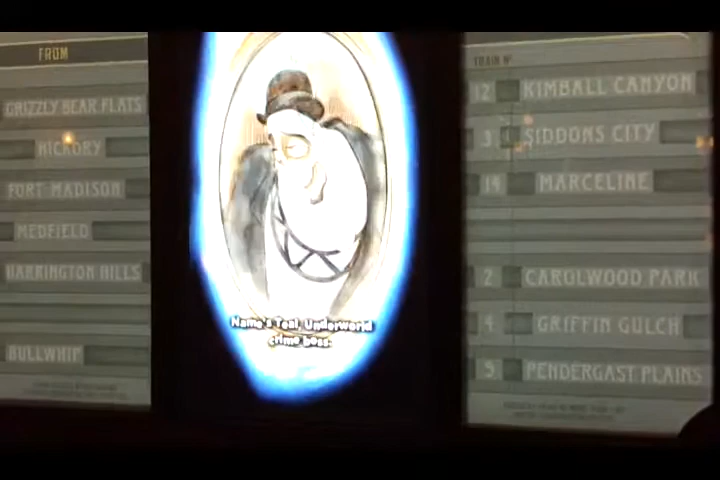 FROM
GRIZZLY BEAR FLATS
HICKORY
FORT MADISON
MEDFIELD
HARRINGTON HILLS
BULLWHIP
Name's Teal. Underworld
crime boss.
TRAIN Nº
12 KIMBALL CANYON
3 SIDDONS CITY
14 MARCELINE
2 CAROLWOOD PARK
4 GRIFFIN GULCH
5 PENDERGAST PLAINS